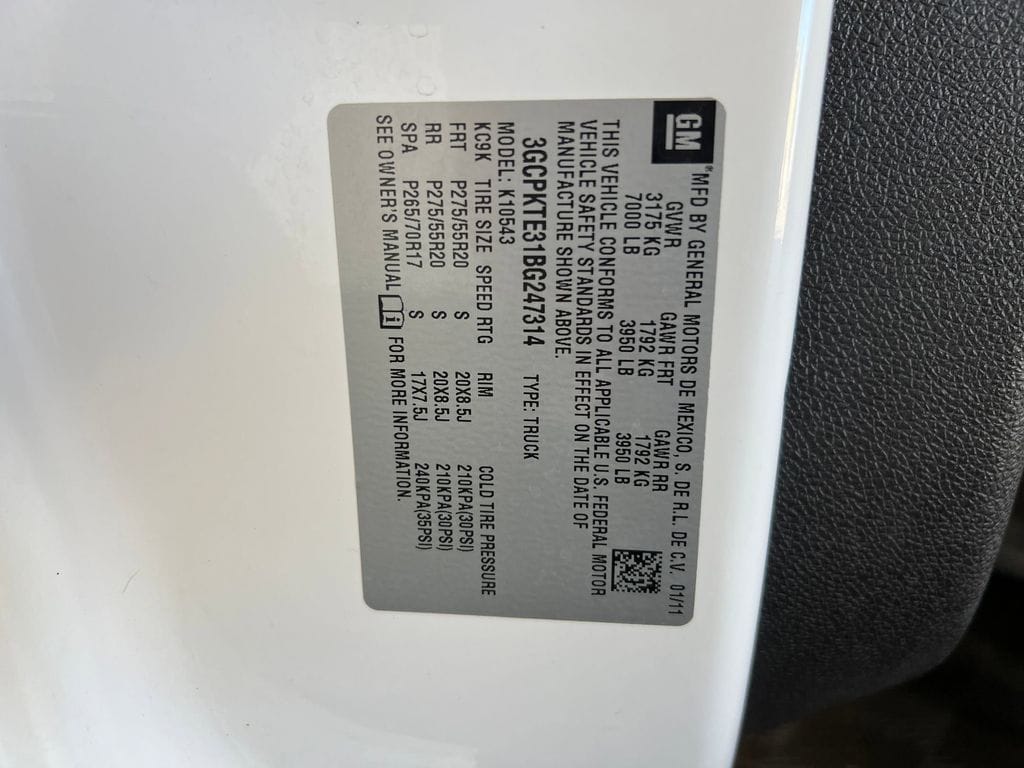 GM
® MFD BY GENERAL MOTORS DE MEXICO, S. DE R.L. DE C.V. 01/11
GVWR GAWR FRT GAWR RR
3175 KG 1792 KG 1792 KG
7000 LB 3950 LB 3950 LB
THIS VEHICLE CONFORMS TO ALL APPLICABLE U.S. FEDERAL MOTOR
VEHICLE SAFETY STANDARDS IN EFFECT ON THE DATE OF
MANUFACTURE SHOWN ABOVE.
3GCPKTE31BG247314 TYPE: TRUCK
MODEL: K10543
KC9K TIRE SIZE SPEED RTG RIM COLD TIRE PRESSURE
FRT P275/55R20 S 20X8.5J 210KPA(30PSI)
RR P275/55R20 S 20X8.5J 210KPA(30PSI)
SPA P265/70R17 S 17X7.5J 240KPA(35PSI)
SEE OWNER'S MANUAL i FOR MORE INFORMATION.